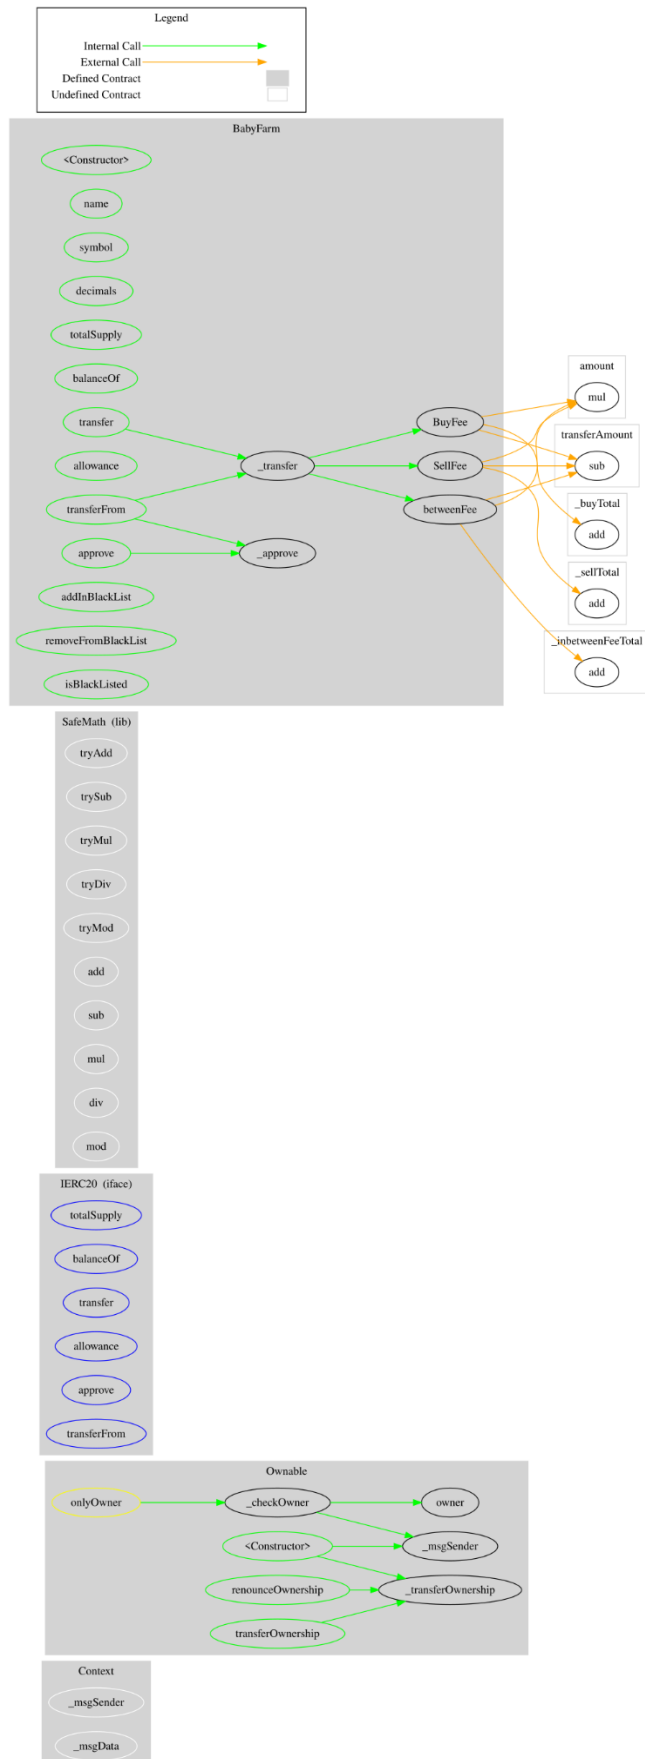 Legend
Internal Call
External Call
Defined Contract
Undefined Contract
BabyFarm
<Constructor>
name
symbol
decimals
totalSupply
balanceOf
transfer
allowance
transferFrom
approve
addInBlackList
removeFromBlackList
isBlackListed
_transfer
_approve
BuyFee
SellFee
betweenFee
amount
mul
transferAmount
sub
_buyTotal
add
_sellTotal
add
_inbetweenFeeTotal
add
SafeMath (lib)
tryAdd
trySub
tryMul
tryDiv
tryMod
add
sub
mul
div
mod
IERC20 (iface)
totalSupply
balanceOf
transfer
allowance
approve
transferFrom
Ownable
onlyOwner
_checkOwner
owner
<Constructor>
_msgSender
renounceOwnership
_transferOwnership
transferOwnership
Context
_msgSender
_msgData